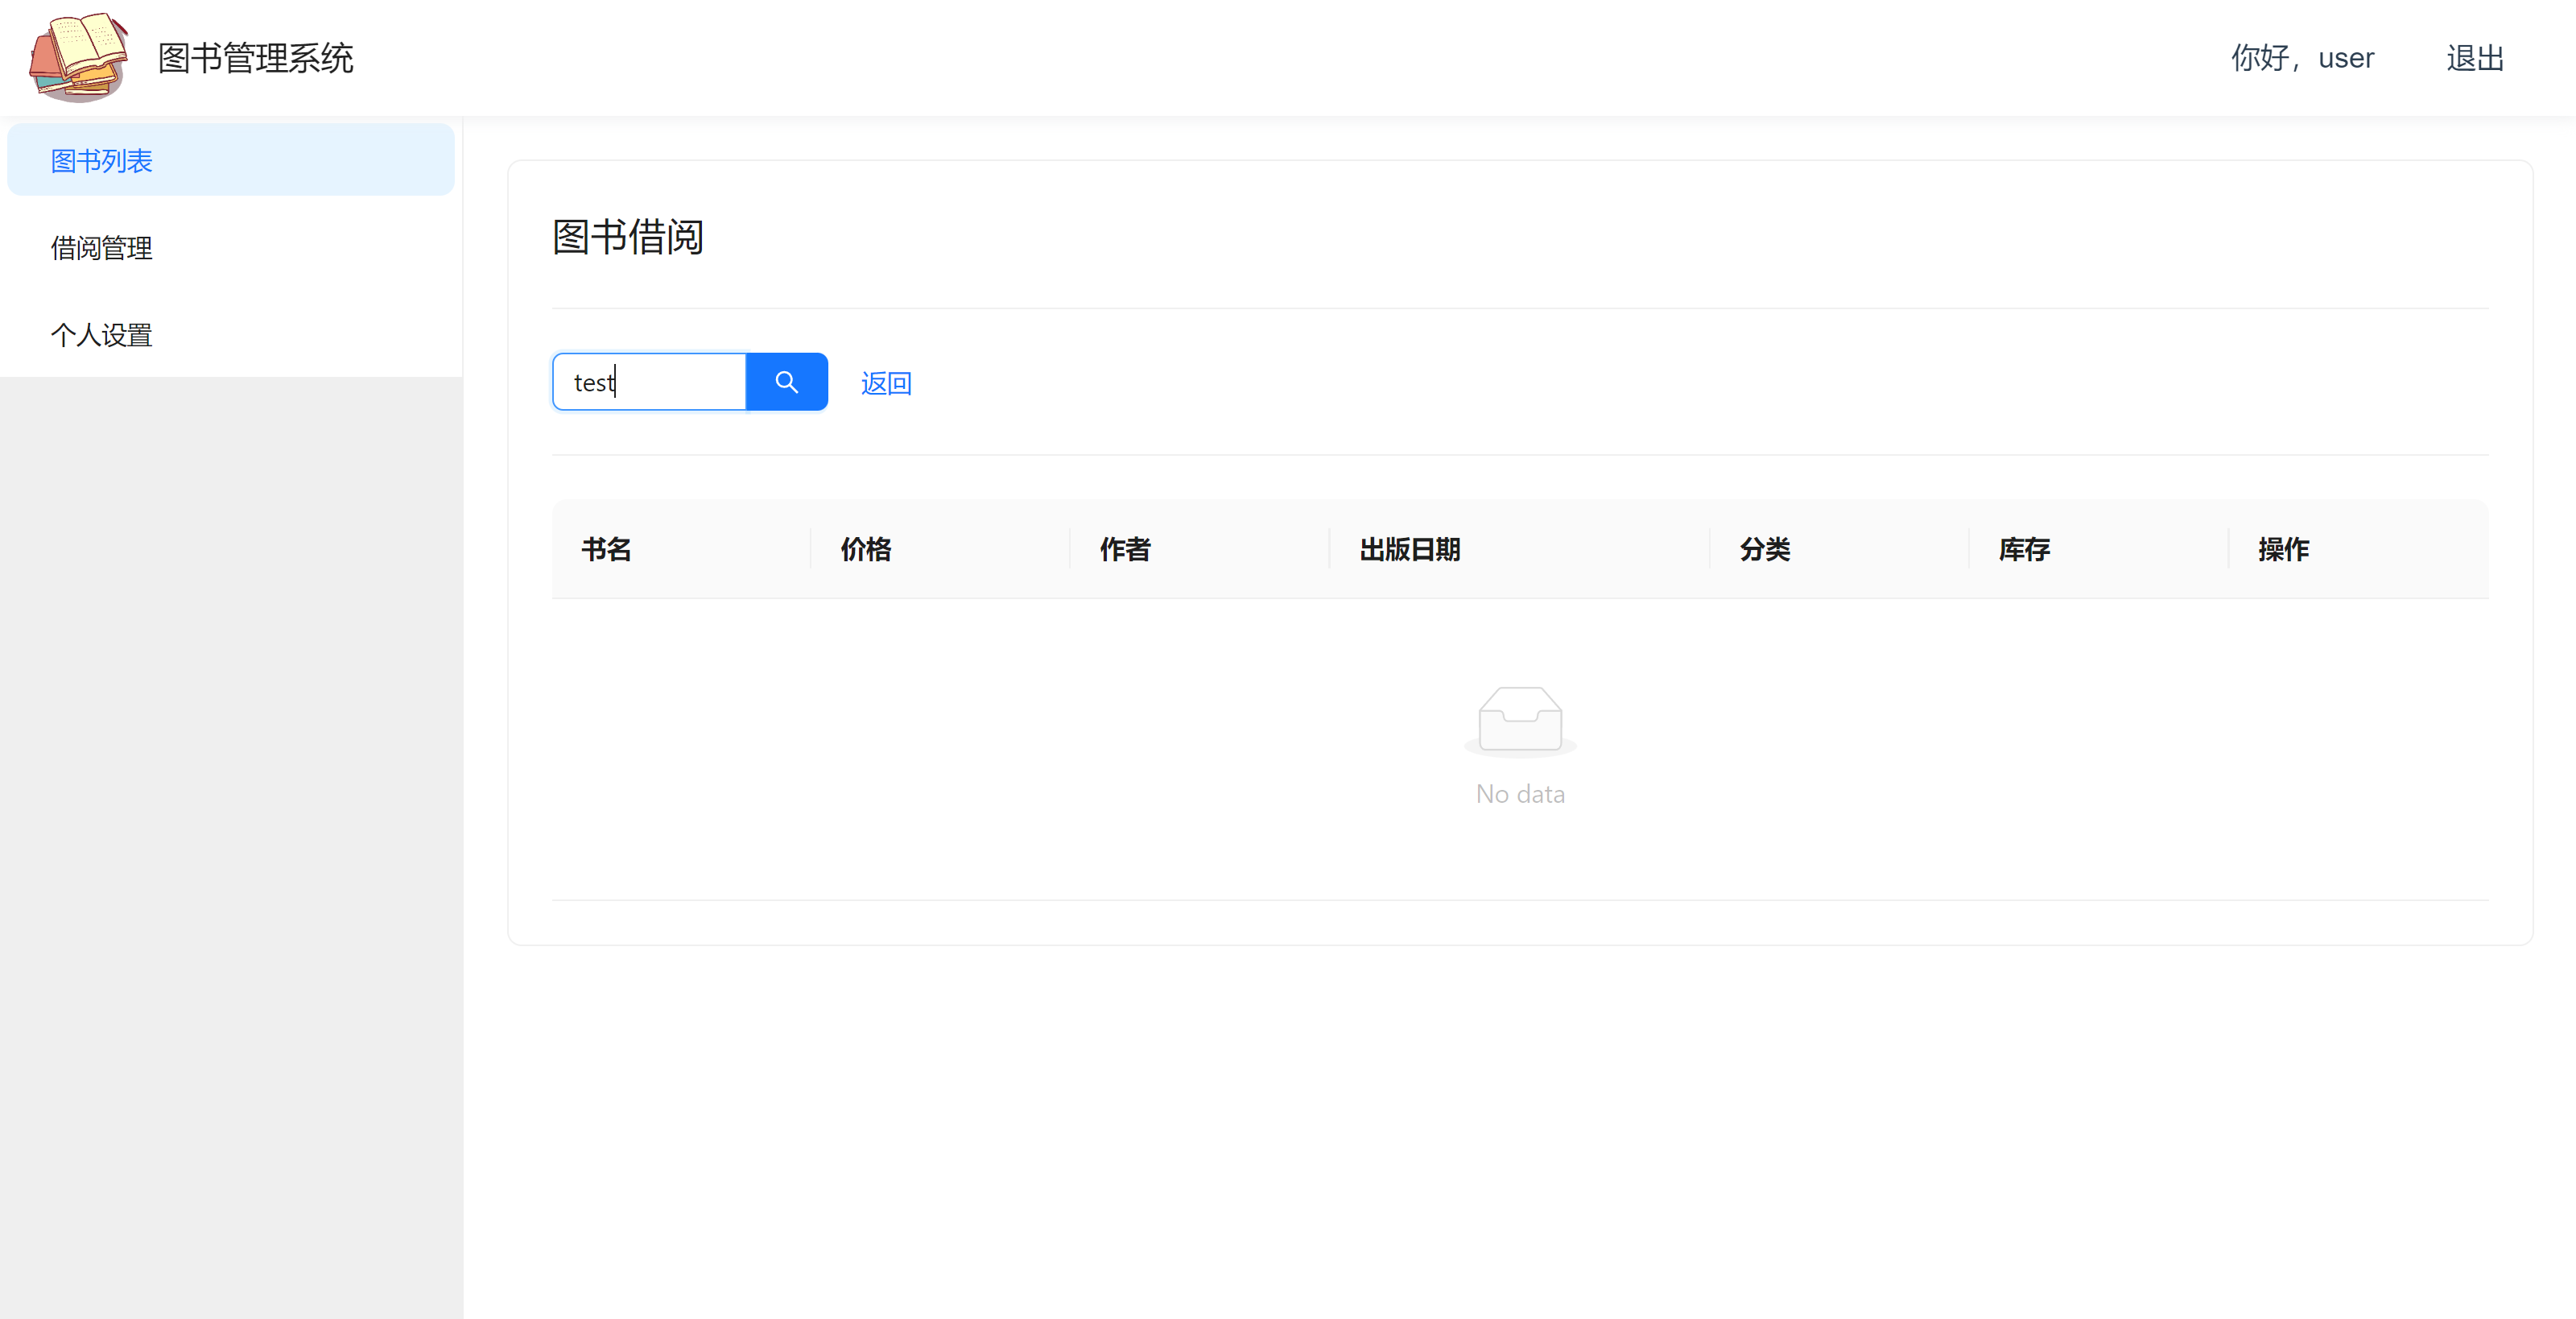 图书管理系统
你好，user
退出
图书列表
借阅管理
个人设置
图书借阅
test
返回
书名 价格 作者 出版日期 分类 库存 操作
No data